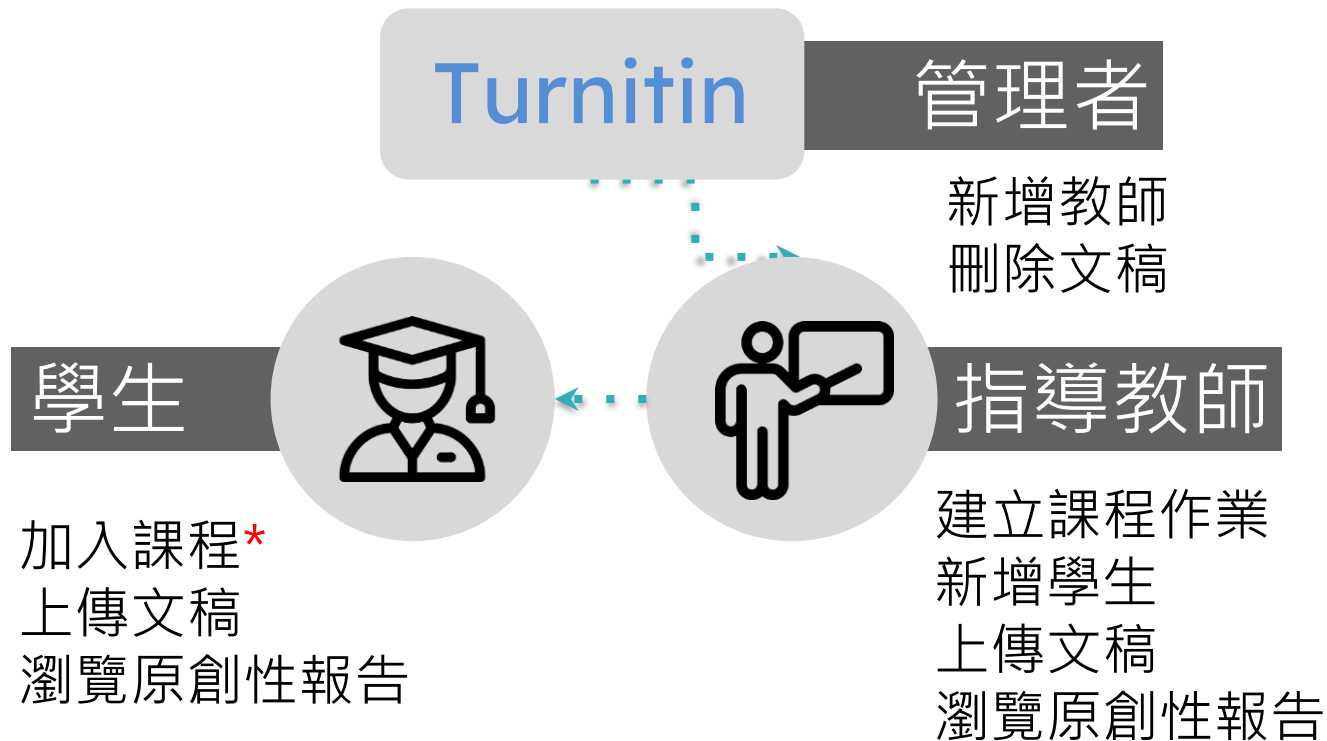 Turnitin
管理者
新增教師
刪除文稿
學生
加入課程*
上傳文稿
瀏覽原創性報告
指導教師
建立課程作業
新增學生
上傳文稿
瀏覽原創性報告